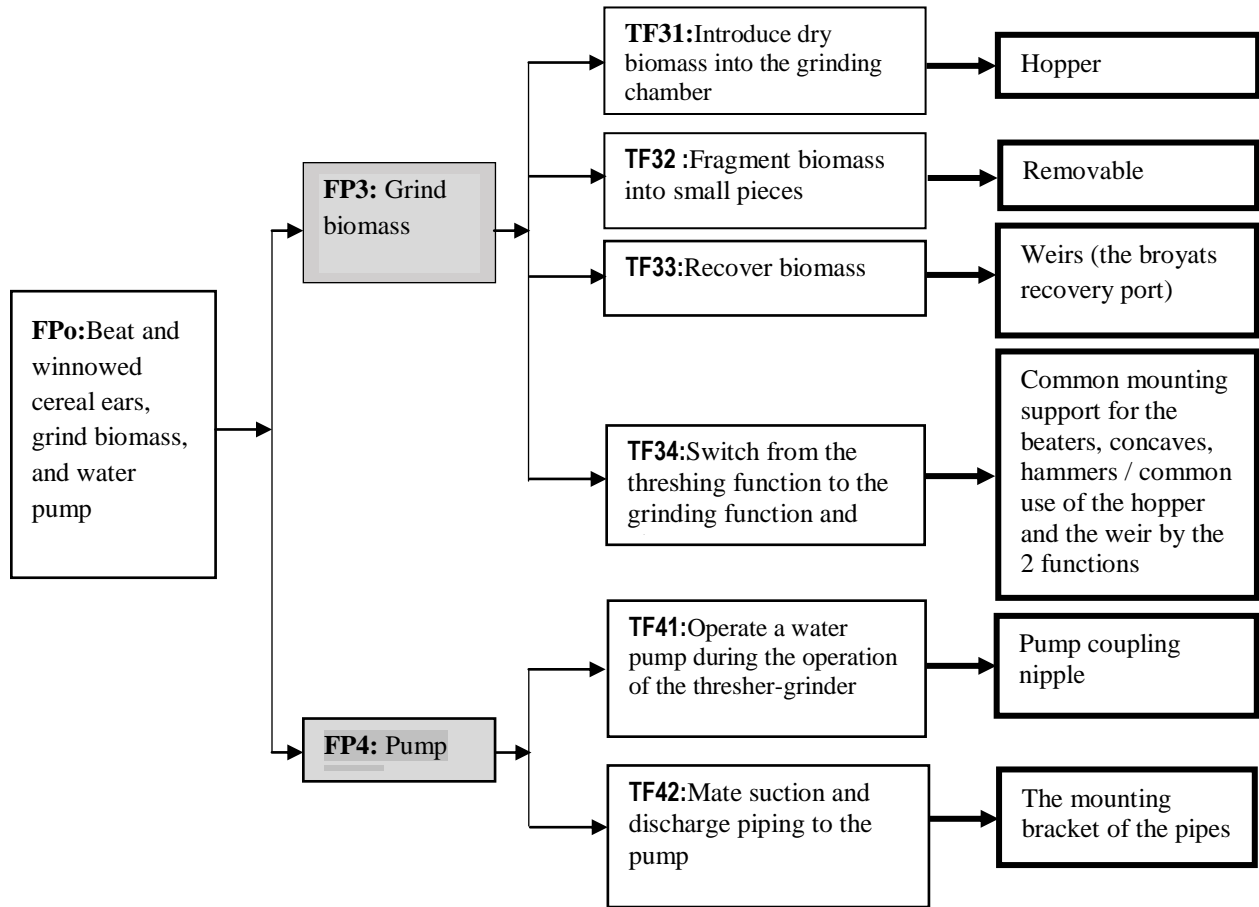 FPo:Beat and
winnowed
cereal ears,
grind biomass,
and water
pump
FP3: Grind
biomass
TF31:Introduce dry
biomass into the grinding
chamber
Hopper
TF32 :Fragment biomass
into small pieces
Removable
TF33:Recover biomass
Weirs (the broyats
recovery port)
TF34:Switch from the
threshing function to the
grinding function and
Common mounting
support for the
beaters, concaves,
hammers / common
use of the hopper
and the weir by the
2 functions
FP4: Pump
TF41:Operate a water
pump during the operation
of the thresher-grinder
Pump coupling
nipple
TF42:Mate suction and
discharge piping to the
pump
The mounting
bracket of the pipes